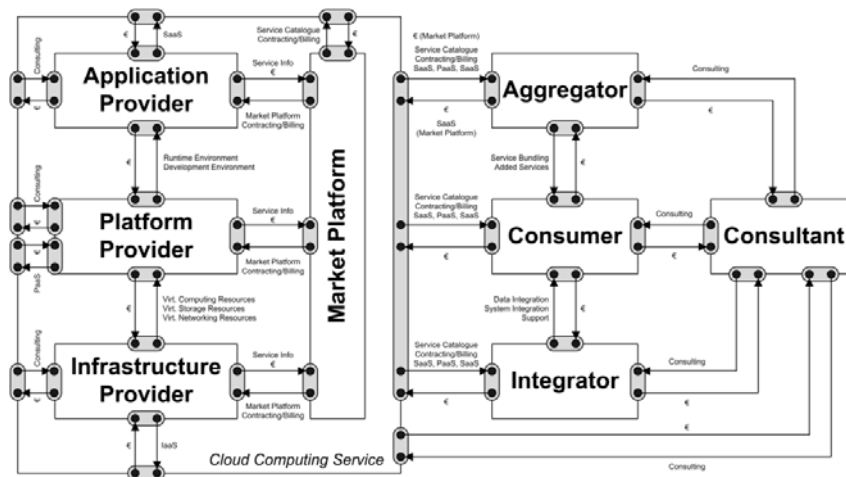 €
SaaS
Service Catalogue
Contracting/Billing
€
Consulting
€
Application
Provider
Service Info
€
Market Platform
Contracting/Billing
€
Runtime Environment
Development Environment
Consulting
€
€
PaaS
Platform
Provider
Service Info
€
Market Platform
Contracting/Billing
€
Virt. Computing Resources
Virt. Storage Resources
Virt. Networking Resources
Consulting
€
Infrastructure
Provider
Service Info
€
Market Platform
Contracting/Billing
€
IaaS
Market Platform
Cloud Computing Service
€ (Market Platform)
Service Catalogue
Contracting/Billing
SaaS, PaaS, SaaS
€
SaaS
(Market Platform)
Aggregator
Consulting
€
Service Bundling
Added Services
€
Service Catalogue
Contracting/Billing
SaaS, PaaS, SaaS
€
Consumer
Consulting
€
Consultant
Data Integration
System Integration
Support
€
Service Catalogue
Contracting/Billing
SaaS, PaaS, SaaS
€
Integrator
Consulting
€
€
Consulting